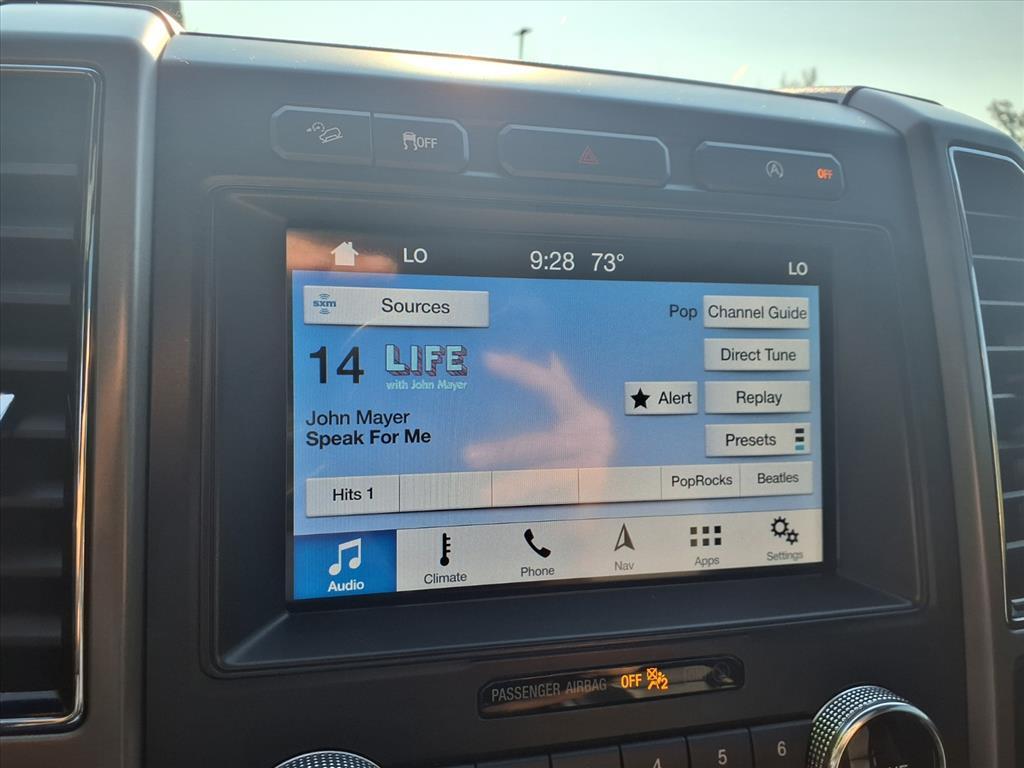 OFF
OFF
LO 9:28 73° LO
sxm Sources Pop Channel Guide
14 LIFE Direct Tune
with John Mayer
Alert Replay
John Mayer
Speak For Me Presets
Hits 1 PopRocks Beatles
Audio Climate Phone Nav Apps Settings
PASSENGER AIRBAG OFF 2
4 5 6